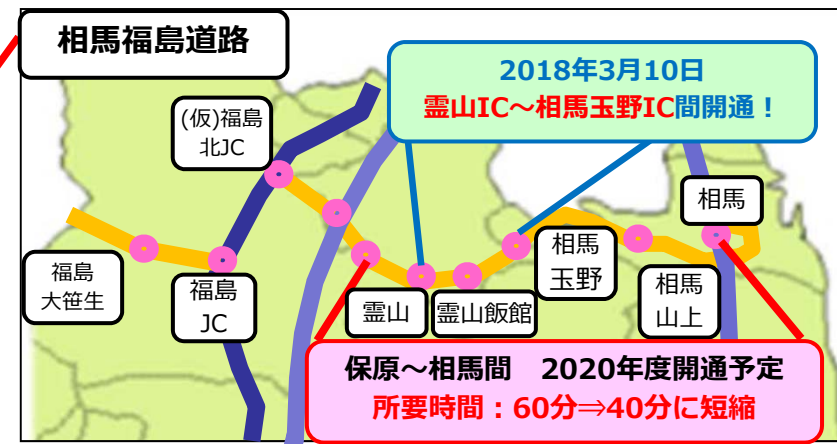 相馬福島道路
2018年3月10日
霊山IC～相馬玉野IC間開通！
(仮)福島
北JC
相馬
福島
大笹生
福島
JC
霊山
霊山飯館
相馬
玉野
相馬
山上
保原～相馬間　2020年度開通予定
所要時間：60分⇒40分に短縮